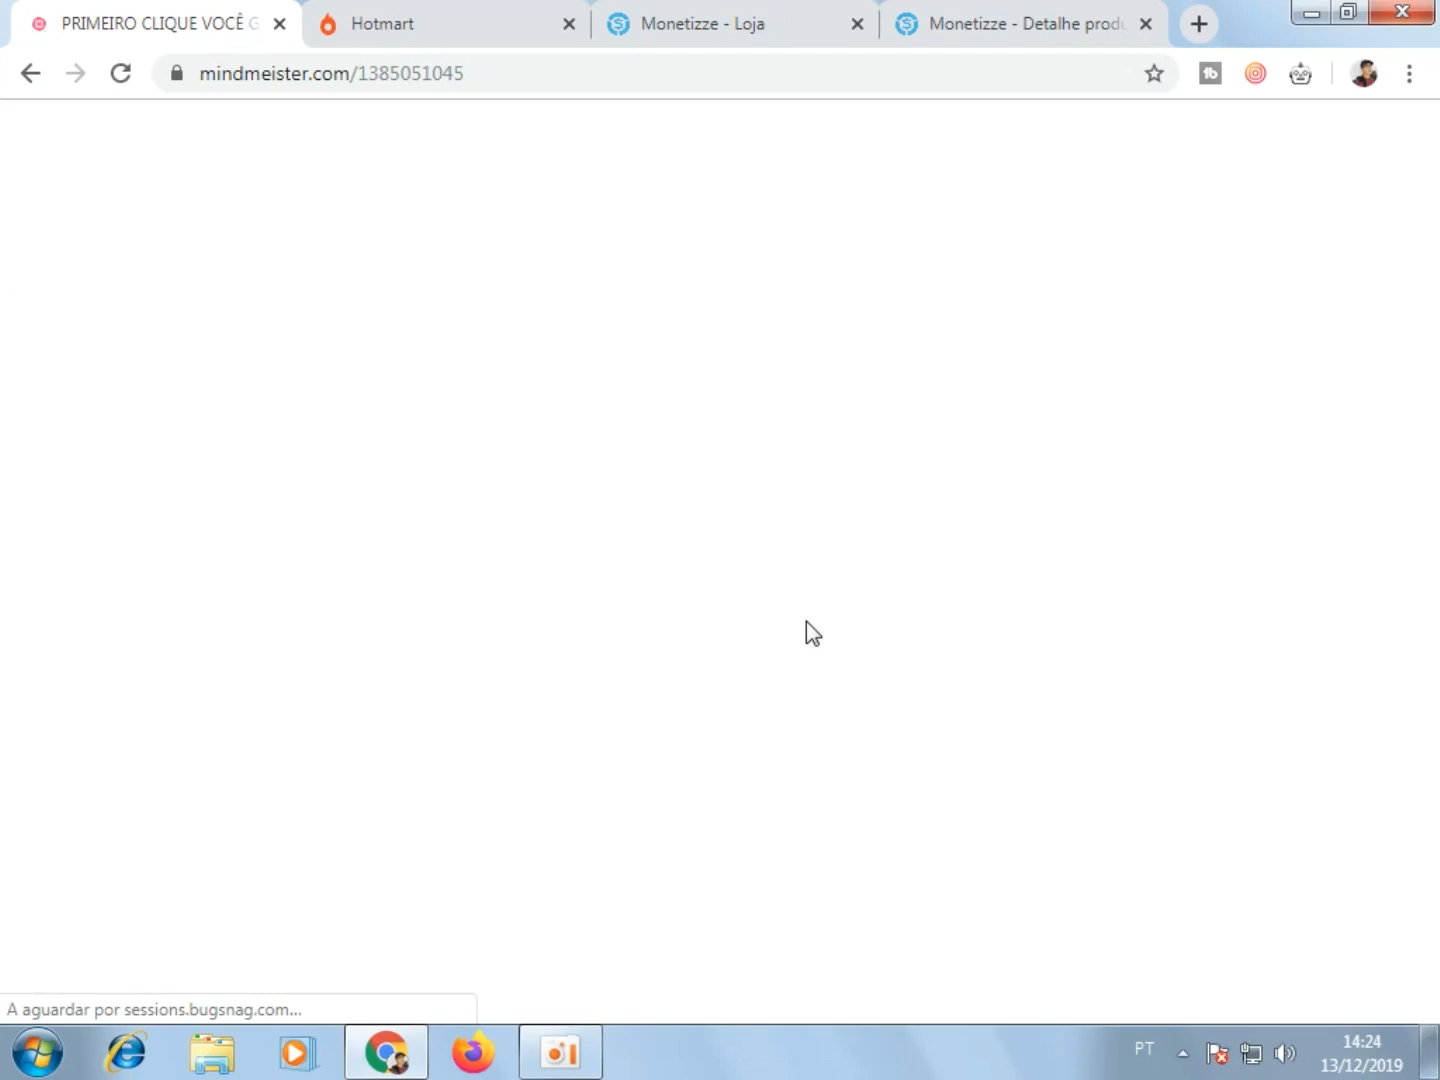 PRIMEIRO CLIQUE VOCÊ G
Hotmart
Monetizze - Loja
Monetizze - Detalhe produ
mindmeister.com/1385051045
A aguardar por sessions.bugsnag.com...
PT
14:24
13/12/2019